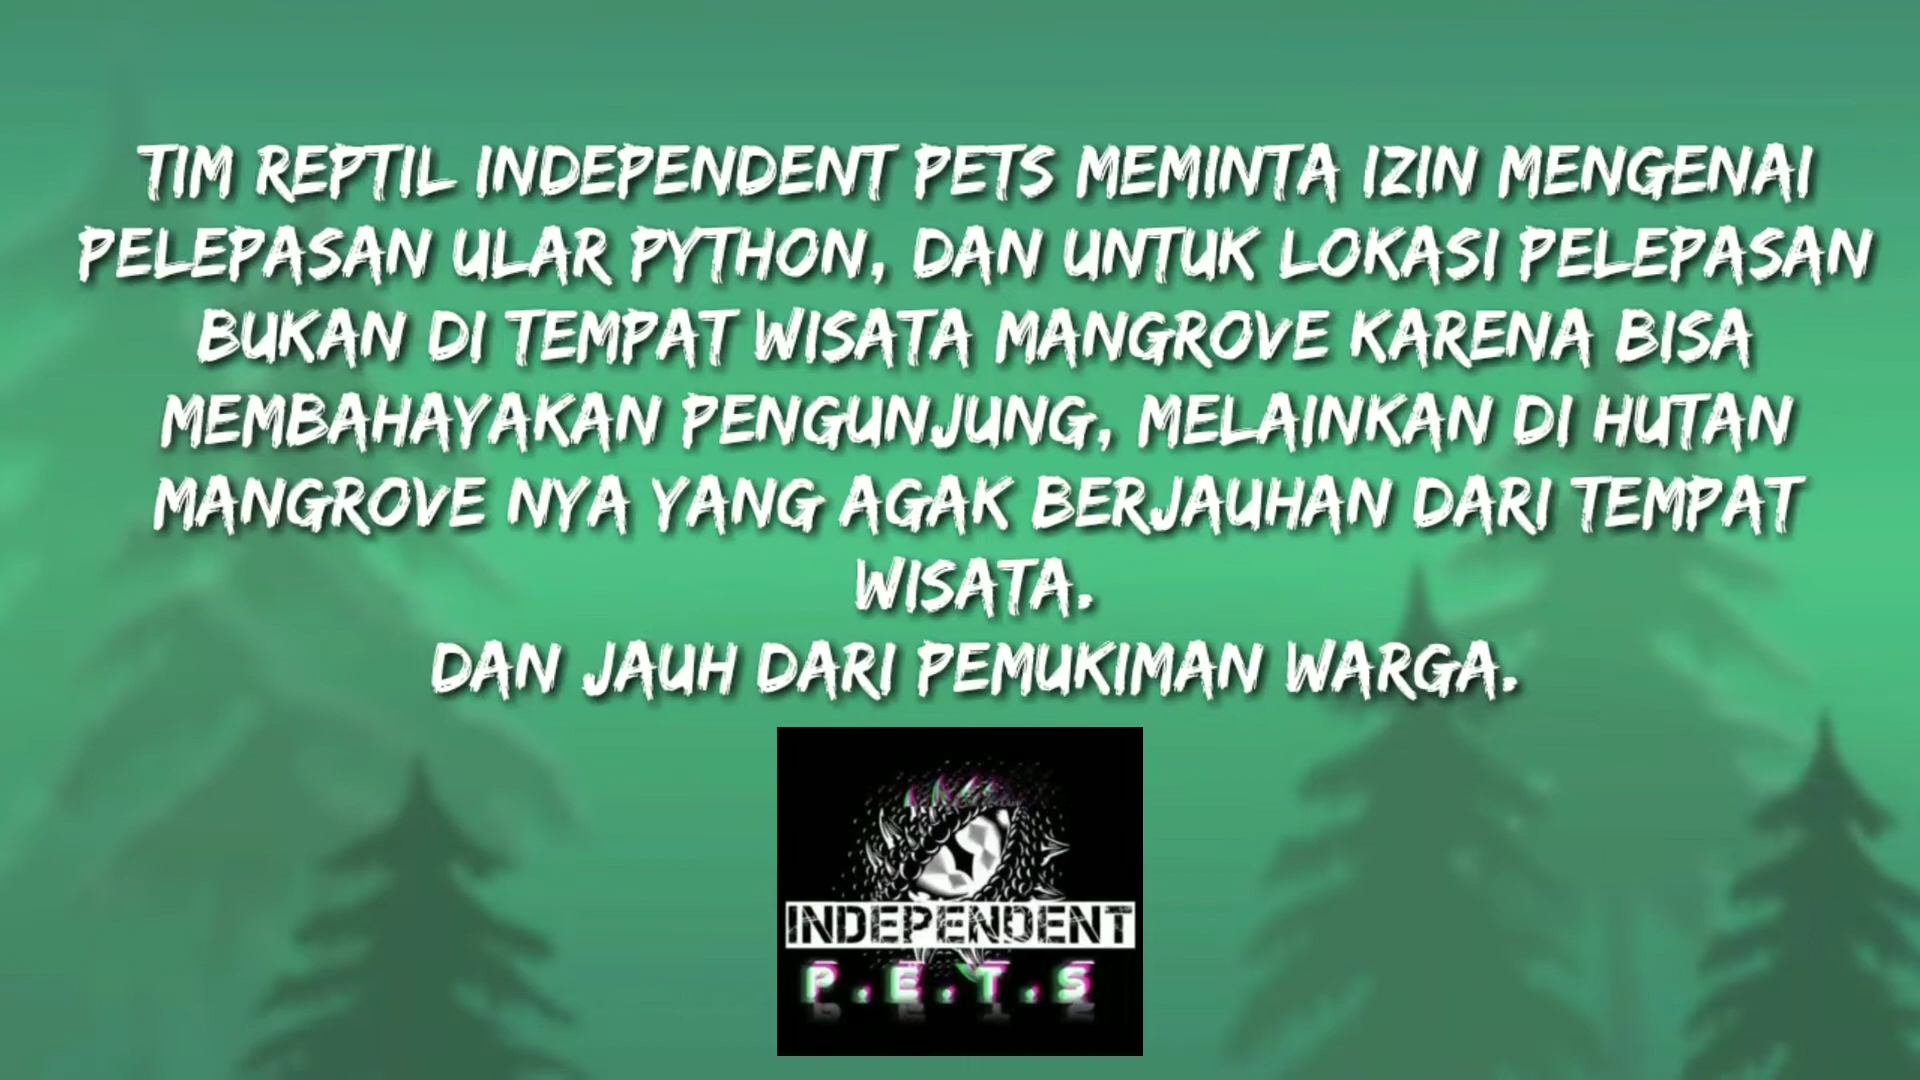 TIM REPTIL INDEPENDENT PETS MEMINTA IZIN MENGENAI
PELEPASAN ULAR PYTHON, DAN UNTUK LOKASI PELEPASAN
BUKAN DI TEMPAT WISATA MANGROVE KARENA BISA
MEMBAHAYAKAN PENGUNJUNG, MELAINKAN DI HUTAN
MANGROVE NYA YANG AGAK BERJAUHAN DARI TEMPAT
WISATA.
DAN JAUH DARI PEMUKIMAN WARGA.
INDEPENDENT
P.E.T.S